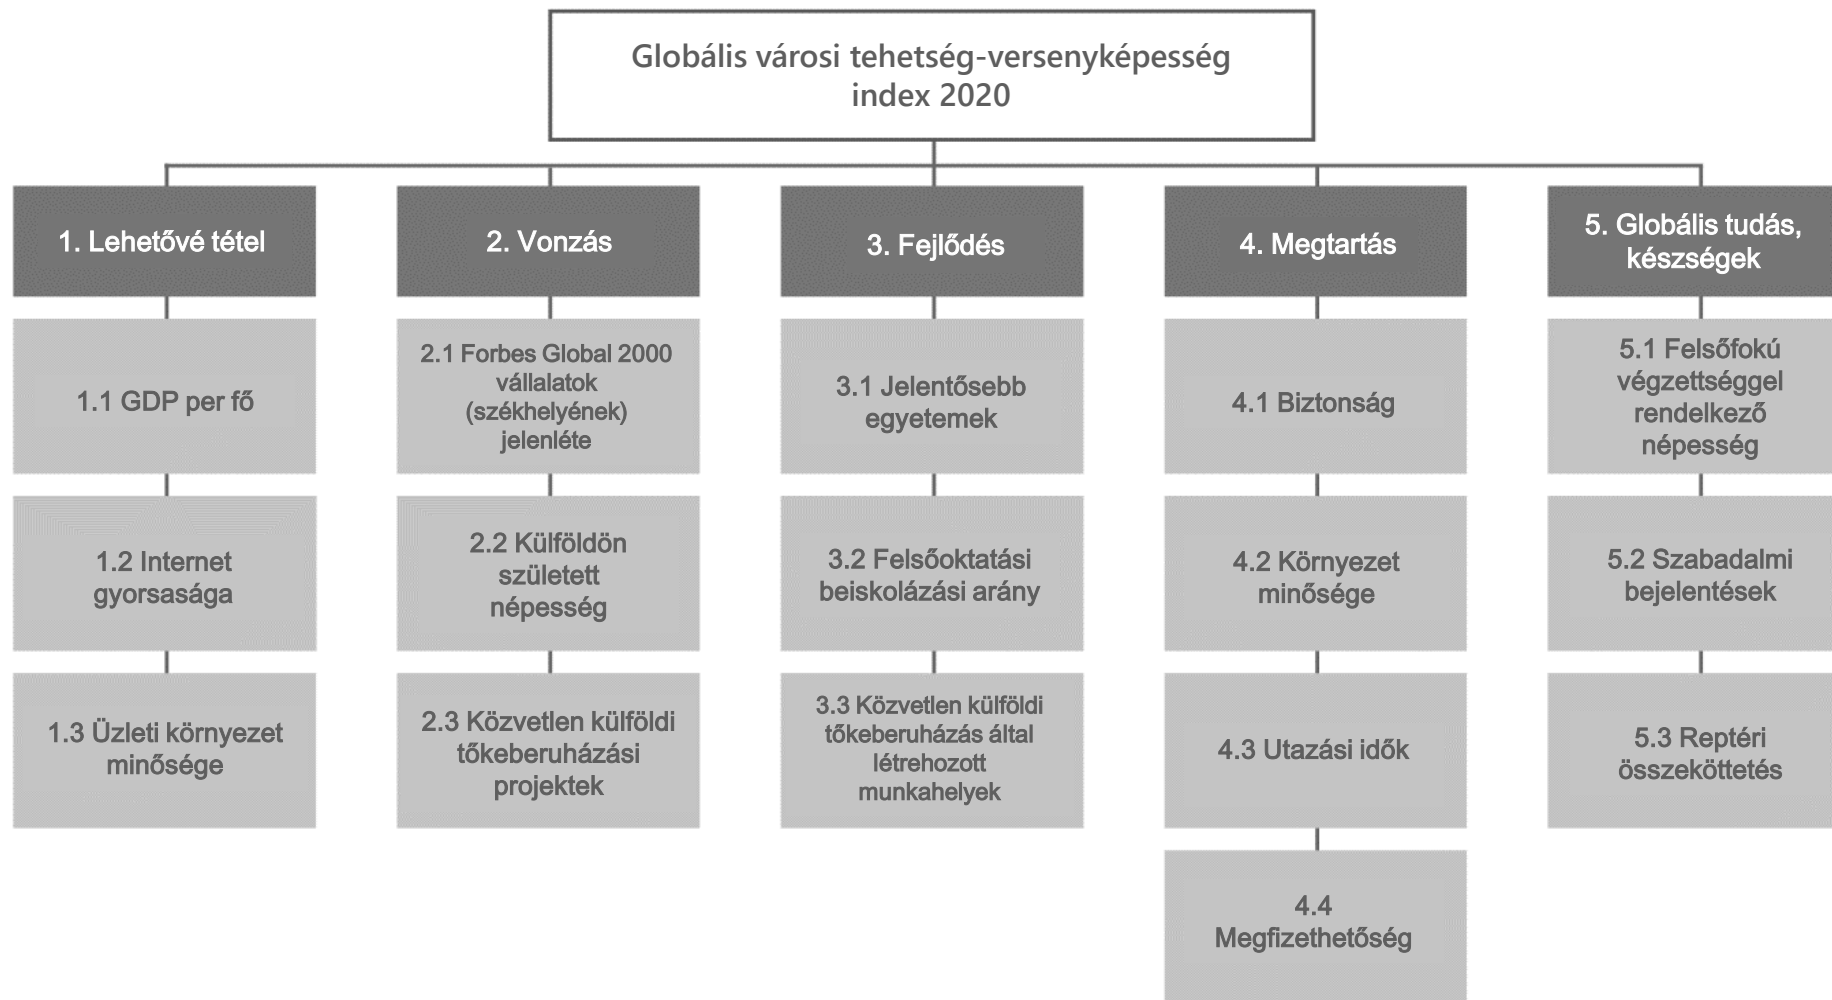 Globális városi tehetség-versenyképesség
index 2020
1. Lehetővé tétel
1.1 GDP per fő
1.2 Internet
gyorsasága
1.3 Üzleti környezet
minősége
2. Vonzás
2.1 Forbes Global 2000
vállalatok
(székhelyének)
jelenléte
2.2 Külföldön
született
népesség
2.3 Közvetlen külföldi
tőkeberuházási
projektek
3. Fejlődés
3.1 Jelentősebb
egyetemek
3.2 Felsőoktatási
beiskolázási arány
3.3 Közvetlen külföldi
tőkeberuházás által
létrehozott
munkahelyek
4. Megtartás
4.1 Biztonság
4.2 Környezet
minősége
4.3 Utazási idők
4.4
Megfizethetőség
5. Globális tudás,
készségek
5.1 Felsőfokú
végzettséggel
rendelkező
népesség
5.2 Szabadalmi
bejelentések
5.3 Reptéri
összeköttetés